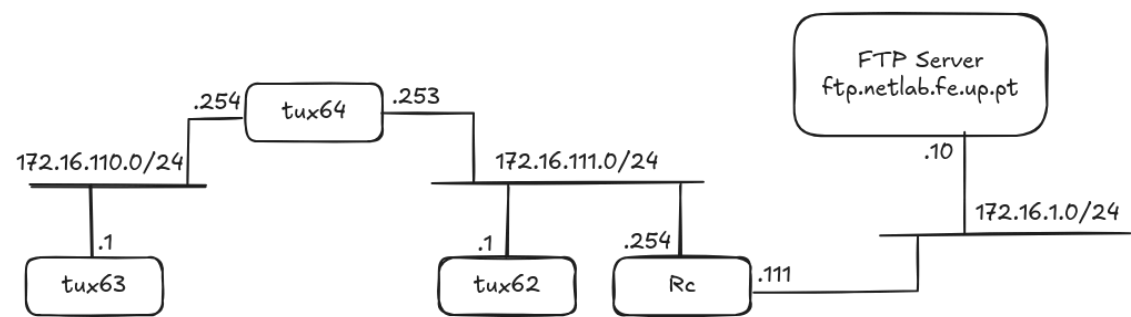 FTP Server
ftp.netlab.fe.up.pt
.254
tux64
.253
172.16.110.0/24
172.16.111.0/24
.10
172.16.1.0/24
.1
.1
.254
tux63
tux62
Rc
.111